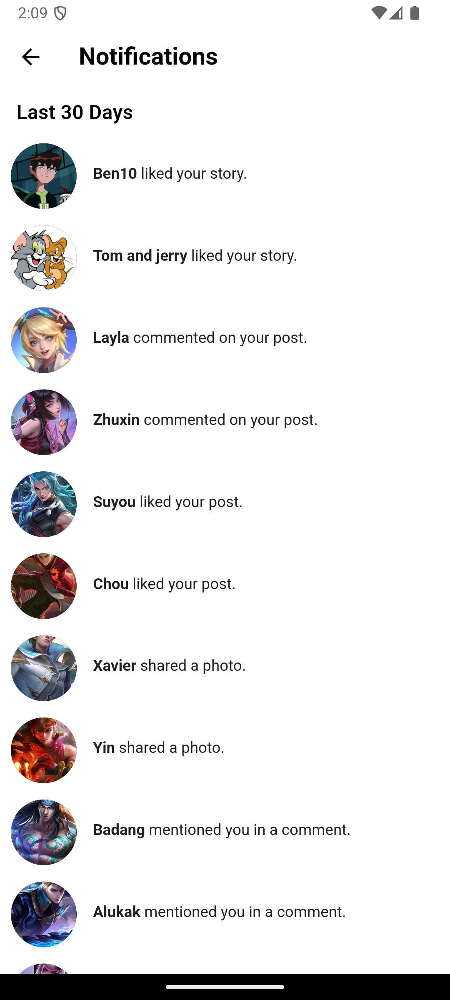 2:09
Notifications
Last 30 Days
Ben10 liked your story.
Tom and jerry liked your story.
Layla commented on your post.
Zhuxin commented on your post.
Suyou liked your post.
Chou liked your post.
Xavier shared a photo.
Yin shared a photo.
Badang mentioned you in a comment.
Alukak mentioned you in a comment.
10